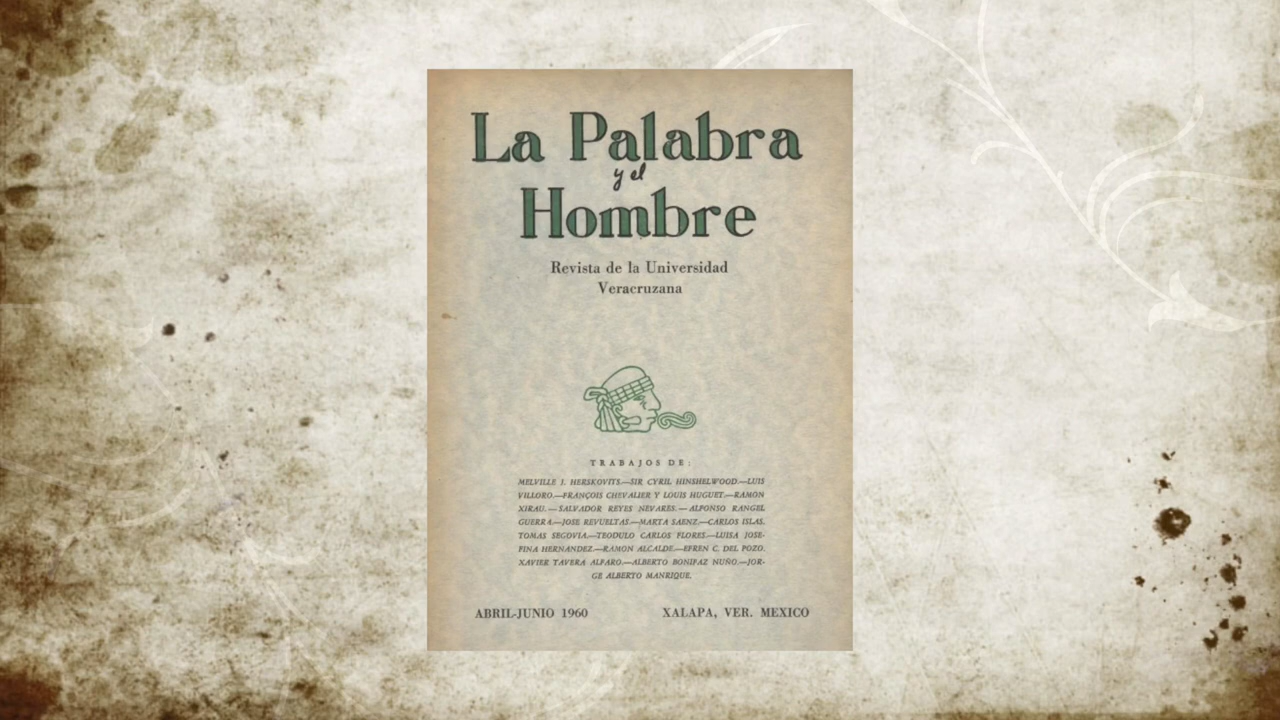 La Palabra
y el
Hombre
Revista de la Universidad
Veracruzana
TRABAJOS DE:
MELVILLE J. HERSKOVITS.—SIR CYRIL HINSHELWOOD.—LUIS
VILLORO.—FRANÇOIS CHEVALIER Y LOUIS HUGUET.—RAMON
XIRAU.—SALVADOR REYES NEVARES.—ALFONSO RANGEL
GUERRA.—JOSE REVUELTAS.—MARTA SAENZ.—CARLOS ISLAS.
TOMAS SEGOVIA.—TEODULO CARLOS FLORES.—LUISA JOSE-
FINA HERNANDEZ.—RAMON ALCALDE.—EFREN C. DEL POZO.
XAVIER TAVERA ALFARO.—ALBERTO BONIFAZ NUÑO.—JOR-
GE ALBERTO MANRIQUE.
ABRIL-JUNIO 1960 XALAPA, VER. MEXICO